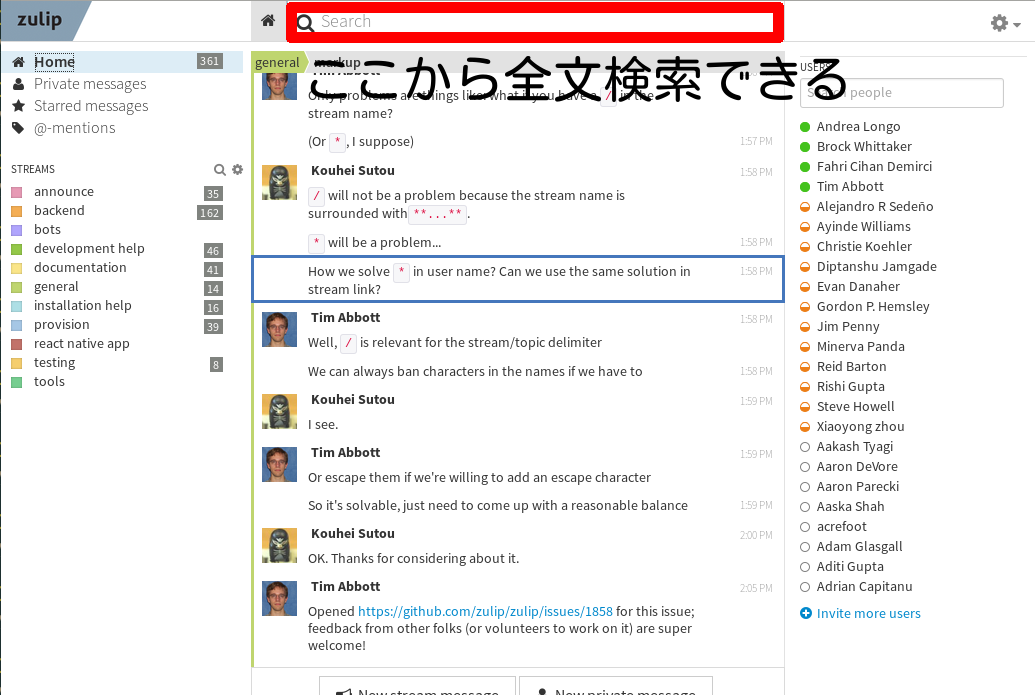 zulip
Search
ここから全文検索できる
Home 361
Private messages
Starred messages
@-mentions
STREAMS
announce 35
backend 162
bots
development help 46
documentation 41
general 14
installation help 16
provision 39
react native app
testing 8
tools
general markup
Tim Abbott
Only problems are things like: what if you have a / in the
stream name?
(Or *, I suppose) 1:57 PM
Kouhei Sutou 1:58 PM
/ will not be a problem because the stream name is
surrounded with **...**.
* will be a problem... 1:58 PM
How we solve * in user name? Can we use the same solution in 1:58 PM
stream link?
Tim Abbott 1:58 PM
Well, / is relevant for the stream/topic delimiter
We can always ban characters in the names if we have to 1:58 PM
Kouhei Sutou 1:59 PM
I see.
Tim Abbott 1:59 PM
Or escape them if we're willing to add an escape character
So it's solvable, just need to come up with a reasonable balance 1:59 PM
Kouhei Sutou 2:00 PM
OK. Thanks for considering about it.
Tim Abbott 2:05 PM
Opened https://github.com/zulip/zulip/issues/1858 for this issue;
feedback from other folks (or volunteers to work on it) are super
welcome!
New stream message New private message
USERS
Search people
Andrea Longo
Brock Whittaker
Fahri Cihan Demirci
Tim Abbott
Alejandro R Sedeño
Ayinde Williams
Christie Koehler
Diptanshu Jamgade
Evan Danaher
Gordon P. Hemsley
Jim Penny
Minerva Panda
Reid Barton
Rishi Gupta
Steve Howell
Xiaoyong zhou
Aakash Tyagi
Aaron DeVore
Aaron Parecki
Aaska Shah
acrefoot
Adam Glasgall
Aditi Gupta
Adrian Capitanu
Invite more users